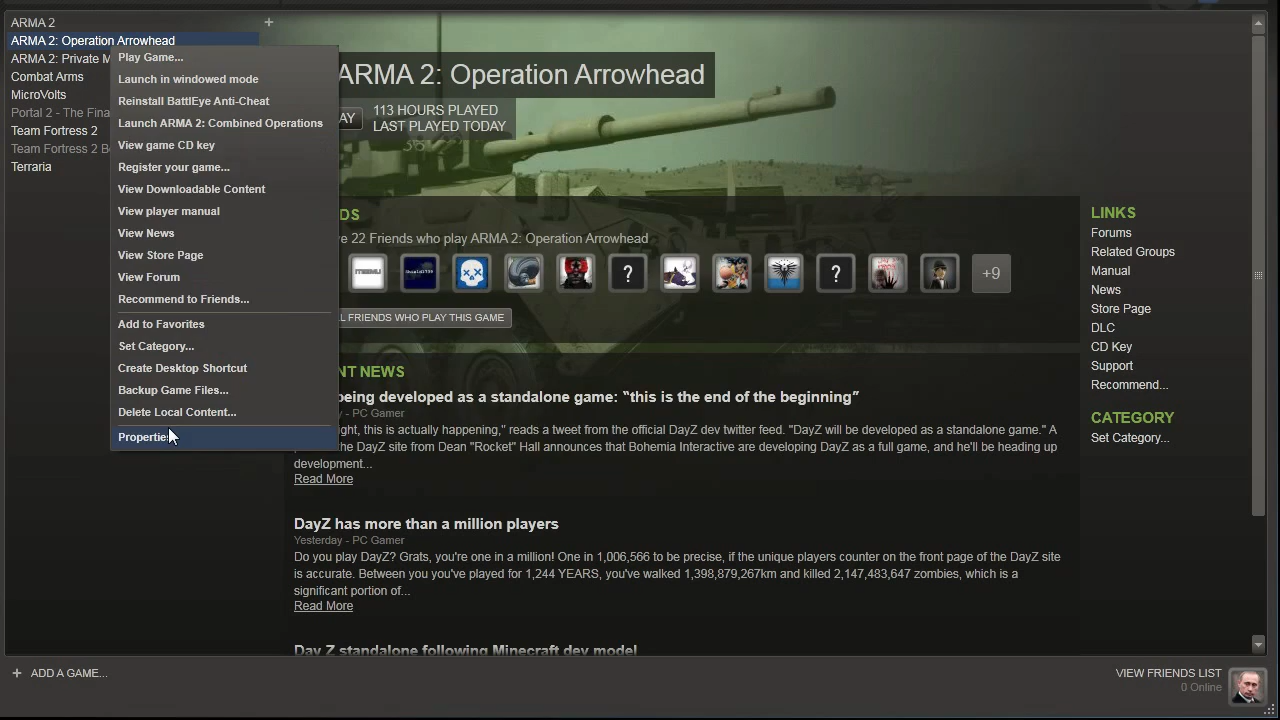 ARMA 2
ARMA 2: Operation Arrowhead
ARMA 2: Private M
Combat Arms
MicroVolts
Portal 2 - The Fina
Team Fortress 2
Team Fortress 2 B
Terraria
Play Game...
Launch in windowed mode
Reinstall BattlEye Anti-Cheat
Launch ARMA 2: Combined Operations
View game CD key
Register your game...
View Downloadable Content
View player manual
View News
View Store Page
View Forum
Recommend to Friends...
Add to Favorites
Set Category...
Create Desktop Shortcut
Backup Game Files...
Delete Local Content...
Properties
ARMA 2: Operation Arrowhead
AY
113 HOURS PLAYED
LAST PLAYED TODAY
DS
e 22 Friends who play ARMA 2: Operation Arrowhead
MEEMU
? ?
+9
L FRIENDS WHO PLAY THIS GAME
NT NEWS
being developed as a standalone game: “this is the end of the beginning”
- PC Gamer
ght, this is actually happening," reads a tweet from the official DayZ dev twitter feed. "DayZ will be developed as a standalone game." A
the DayZ site from Dean "Rocket" Hall announces that Bohemia Interactive are developing DayZ as a full game, and he'll be heading up
development...
Read More
DayZ has more than a million players
Yesterday - PC Gamer
Do you play DayZ? Grats, you're one in a million! One in 1,006,566 to be precise, if the unique players counter on the front page of the DayZ site
is accurate. Between you you've played for 1,244 YEARS, you've walked 1,398,879,267km and killed 2,147,483,647 zombies, which is a
significant portion of...
Read More
Day Z standalone following Minecraft dev model
LINKS
Forums
Related Groups
Manual
News
Store Page
DLC
CD Key
Support
Recommend...
CATEGORY
Set Category...
+ ADD A GAME...
VIEW FRIENDS LIST
0 Online